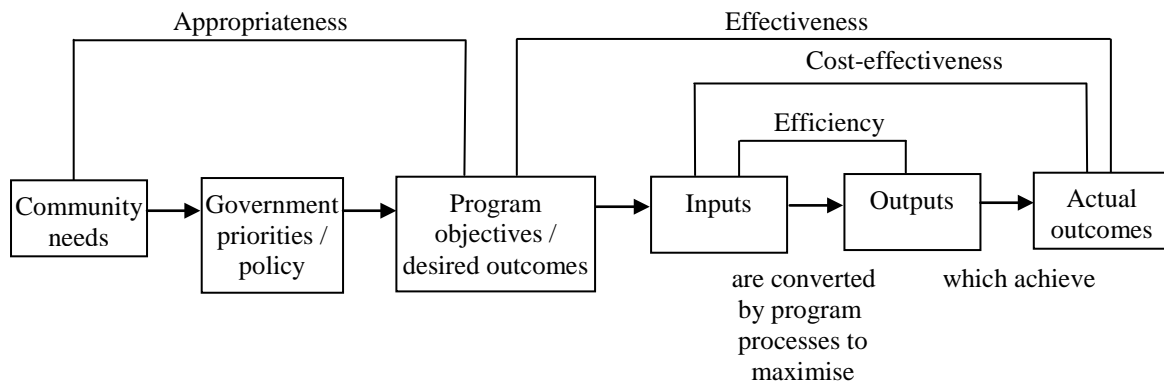 Appropriateness
Effectiveness
Cost-effectiveness
Efficiency
Community
needs
Government
priorities /
policy
Program
objectives /
desired outcomes
Inputs
Outputs
Actual
outcomes
are converted
by program
processes to
maximise
which achieve